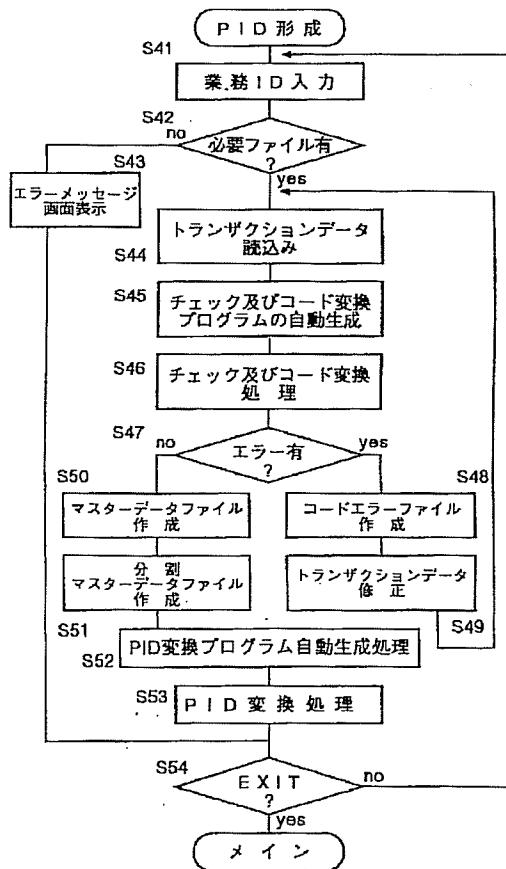 PID形成
S41
業務ID入力
S42
no
必要ファイル有
?
yes
S43
エラーメッセージ
画面表示
トランザクションデータ
読込み
S44
S45
チェック及びコード変換
プログラムの自動生成
S46
チェック及びコード変換
処理
S47
no
エラー有
?
yes
S50
マスターデータファイル
作成
S48
コードエラーファイル
作成
分割
マスターデータファイル
作成
トランザクションデータ
修正
S51
S49
PID変換プログラム自動生成処理
S52
S53
PID変換処理
S54
EXIT
?
no
yes
メイン